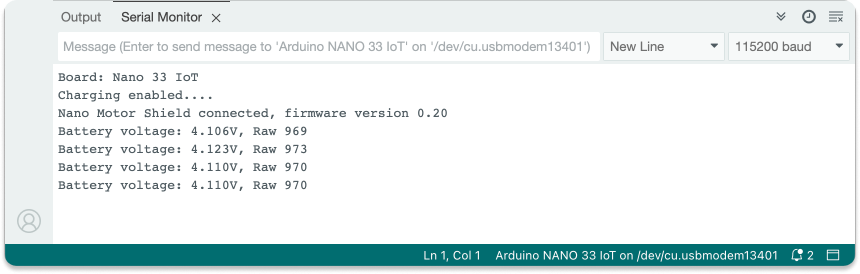 Output Serial Monitor
Message (Enter to send message to 'Arduino NANO 33 IoT' on '/dev/cu.usbmodem13401') New Line 115200 baud
Board: Nano 33 IoT
Charging enabled....
Nano Motor Shield connected, firmware version 0.20
Battery voltage: 4.106V, Raw 969
Battery voltage: 4.123V, Raw 973
Battery voltage: 4.110V, Raw 970
Battery voltage: 4.110V, Raw 970
Ln 1, Col 1 Arduino NANO 33 IoT on /dev/cu.usbmodem13401 2